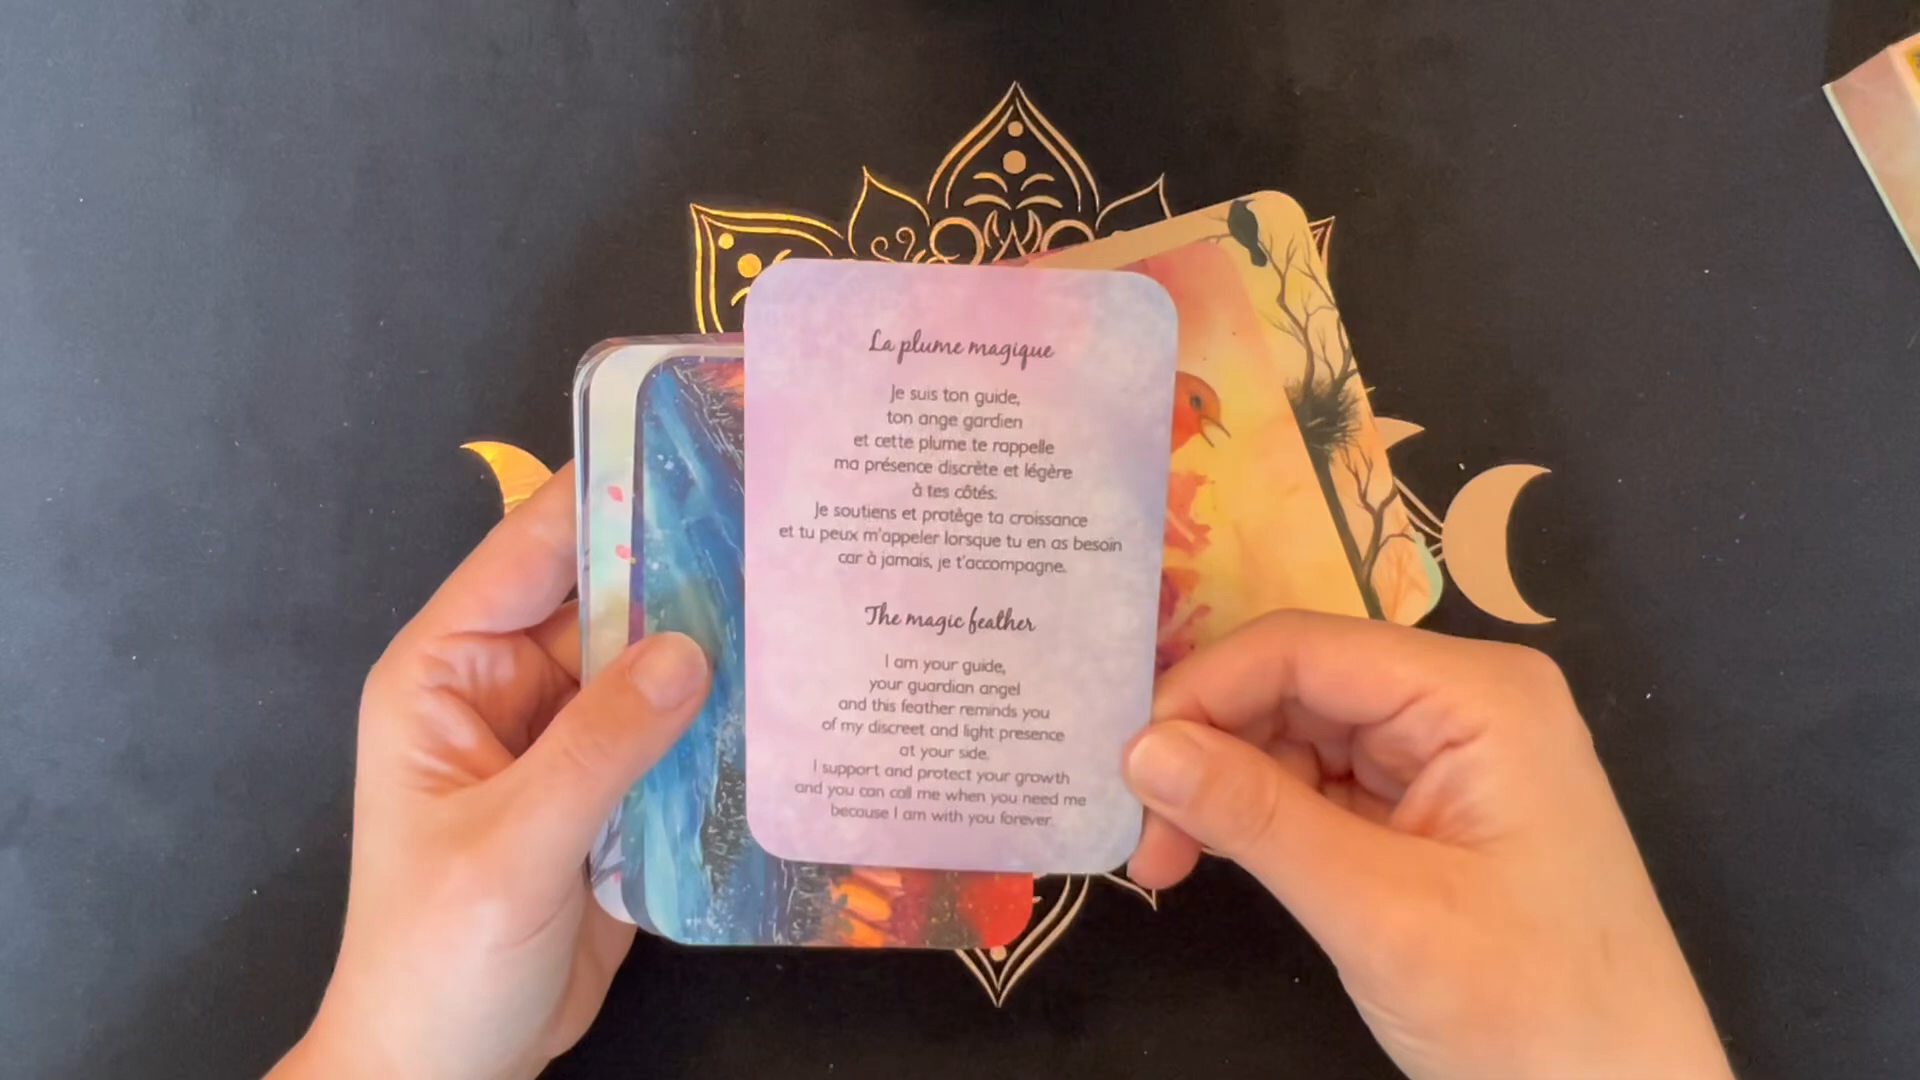 La plume magique
Je suis ton guide,
ton ange gardien
et cette plume te rappelle
ma présence discrète et légère
à tes côtés.
Je soutiens et protège ta croissance
et tu peux m'appeler lorsque tu en as besoin
car à jamais, je t'accompagne.
The magic feather
I am your guide,
your guardian angel
and this feather reminds you
of my discreet and light presence
at your side.
I support and protect your growth
and you can call me when you need me
because I am with you forever.